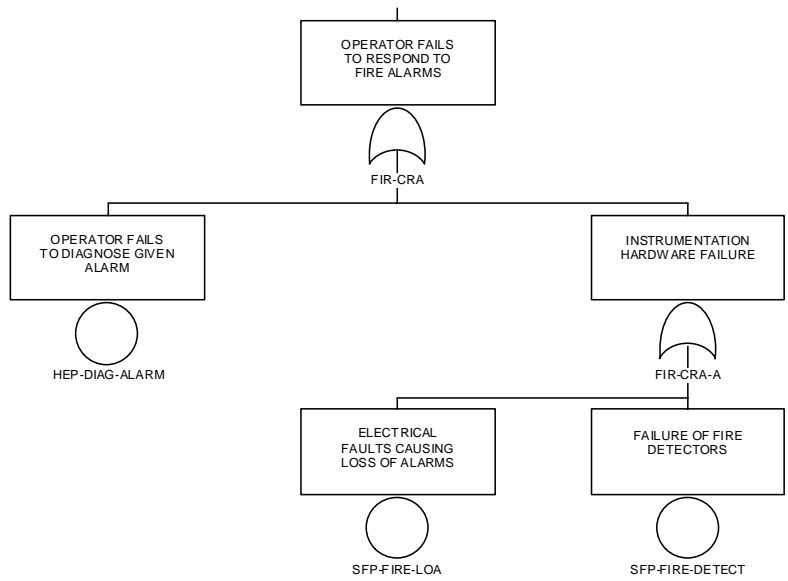 OPERATOR FAILS
TO RESPOND TO
FIRE ALARMS
FIR-CRA
OPERATOR FAILS
TO DIAGNOSE GIVEN
ALARM
HEP-DIAG-ALARM
INSTRUMENTATION
HARDWARE FAILURE
FIR-CRA-A
ELECTRICAL
FAULTS CAUSING
LOSS OF ALARMS
SFP-FIRE-LOA
FAILURE OF FIRE
DETECTORS
SFP-FIRE-DETECT